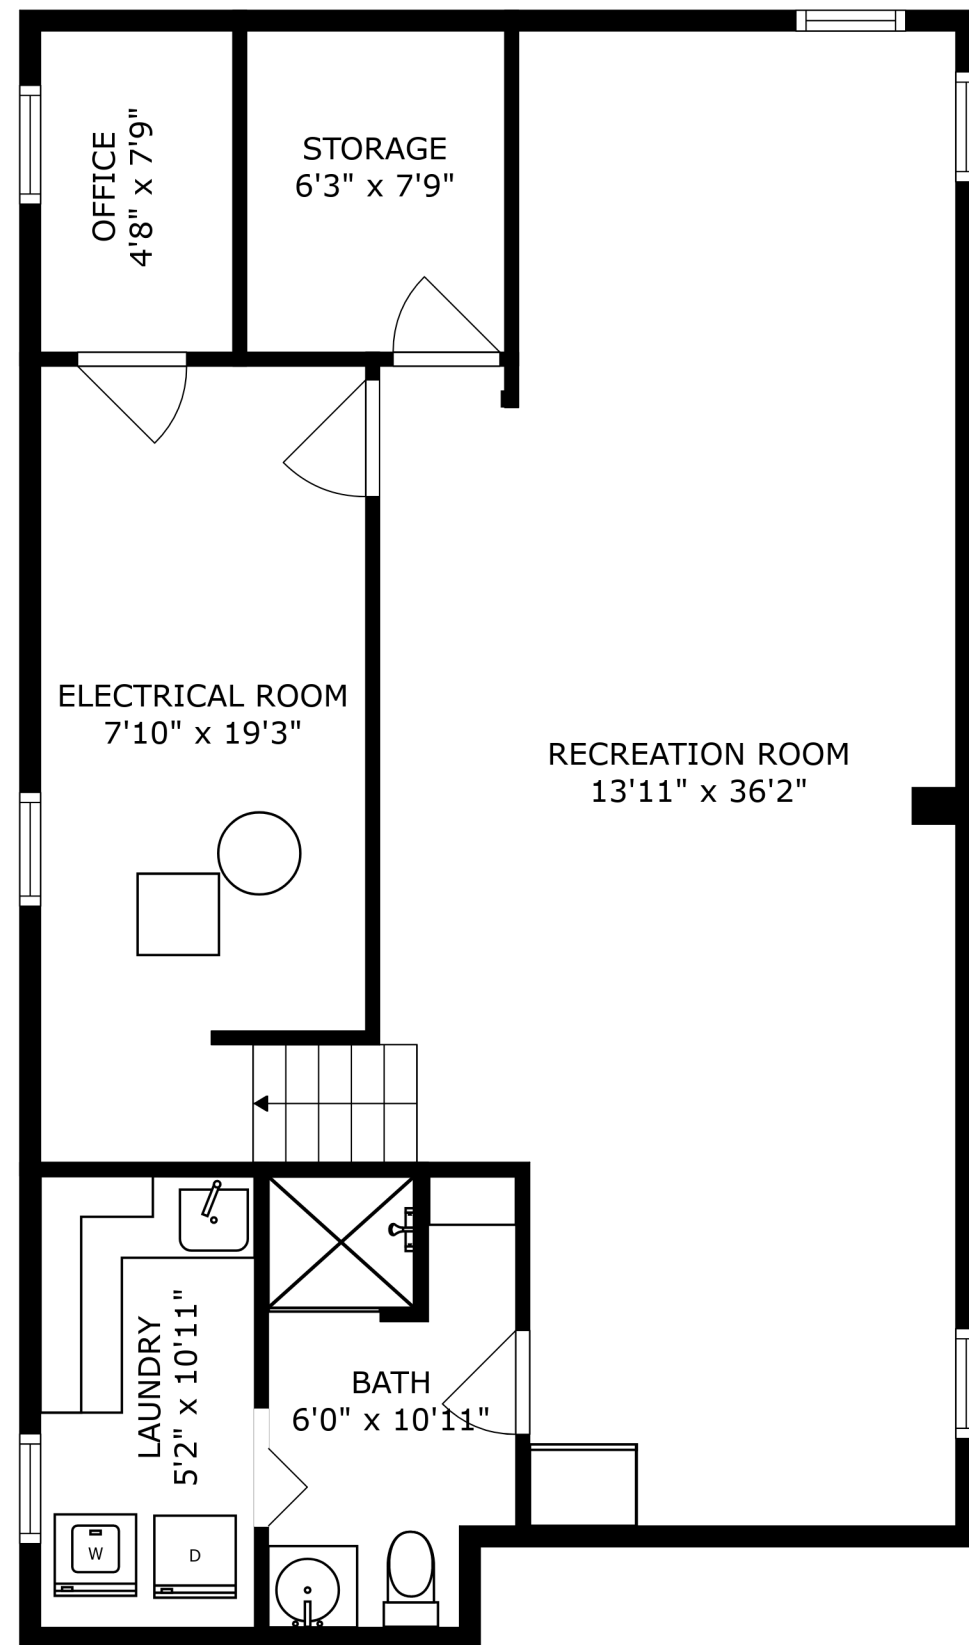 OFFICE
4'8" x 7'9"
STORAGE
6'3" x 7'9"
ELECTRICAL ROOM
7'10" x 19'3"
RECREATION ROOM
13'11" x 36'2"
LAUNDRY
5'2" x 10'11"
BATH
6'0" x 10'11"
W
D